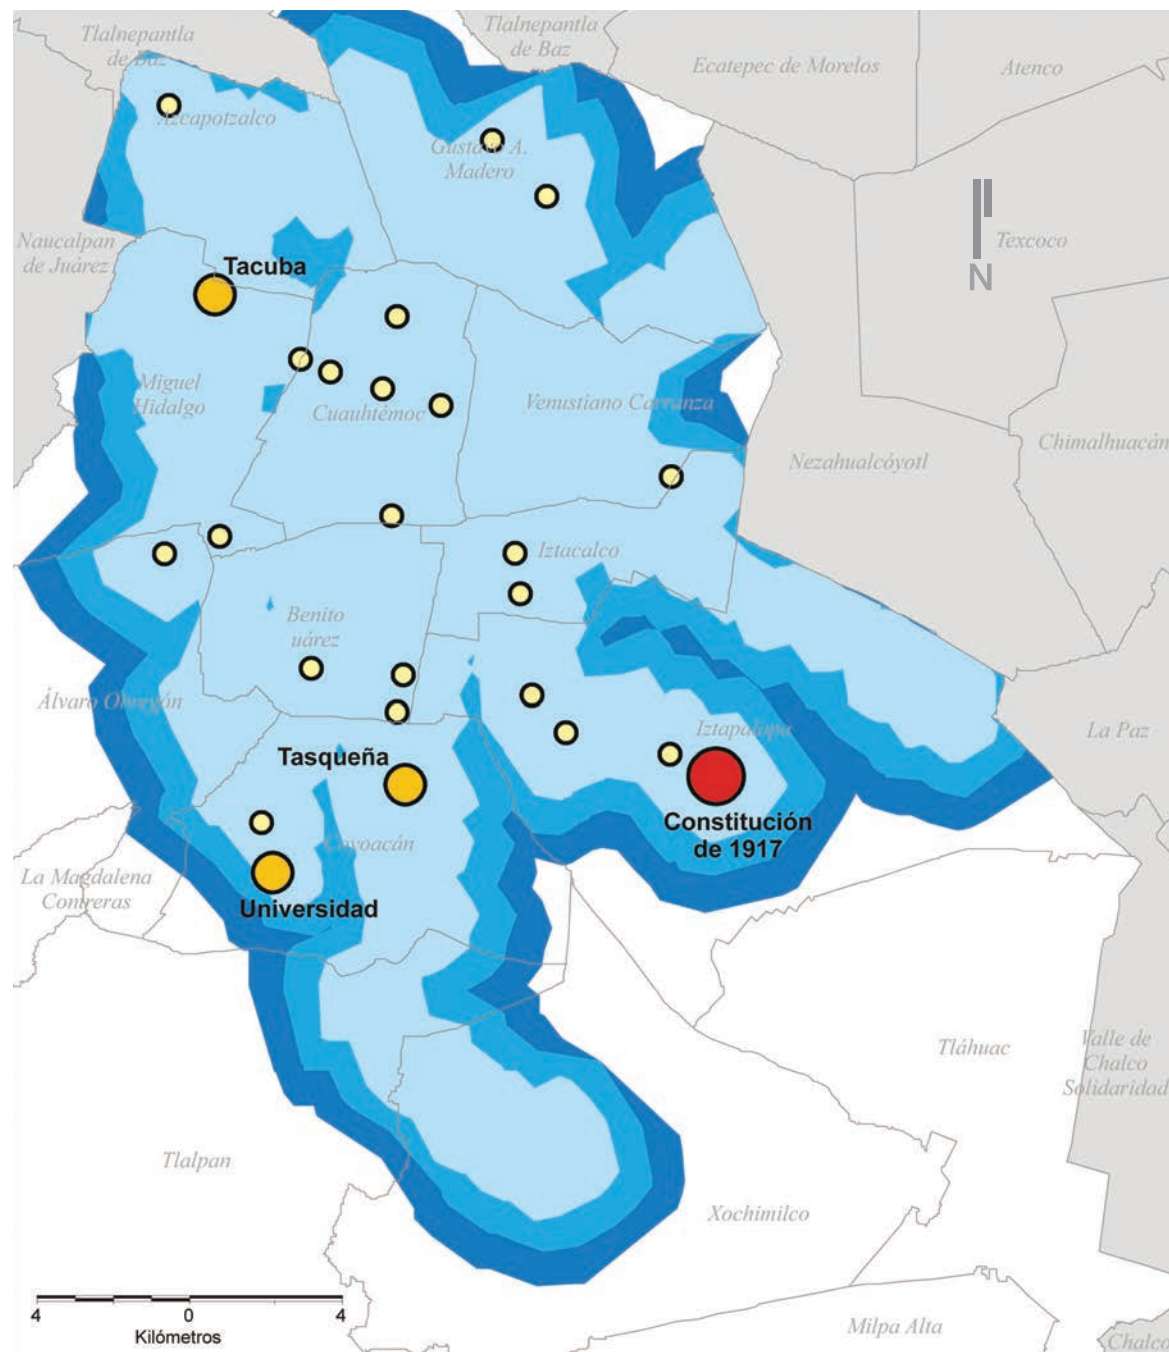 Tlalnepantla
de Baz
Tlalnepantla
de Baz
Ecatepec de Morelos
Atenco
Azcapotzalco
Gustavo A.
Madero
Naucalpan
de Juárez
Texcoco
N
Tacuba
Miguel
Hidalgo
Cuauhtémoc
Venustiano Carranza
Chimalhuacán
Nezahualcóyotl
Iztacalco
Benito
uárez
Álvaro Obregón
Iztapalapa
La Paz
Tasqueña
Constitución
de 1917
Coyoacán
La Magdalena
Contreras
Universidad
Tláhuac
Valle de
Chalco
Solidaridad
Tlalpan
Xochimilco
4 0 4
Kilómetros
Milpa Alta
Chalco